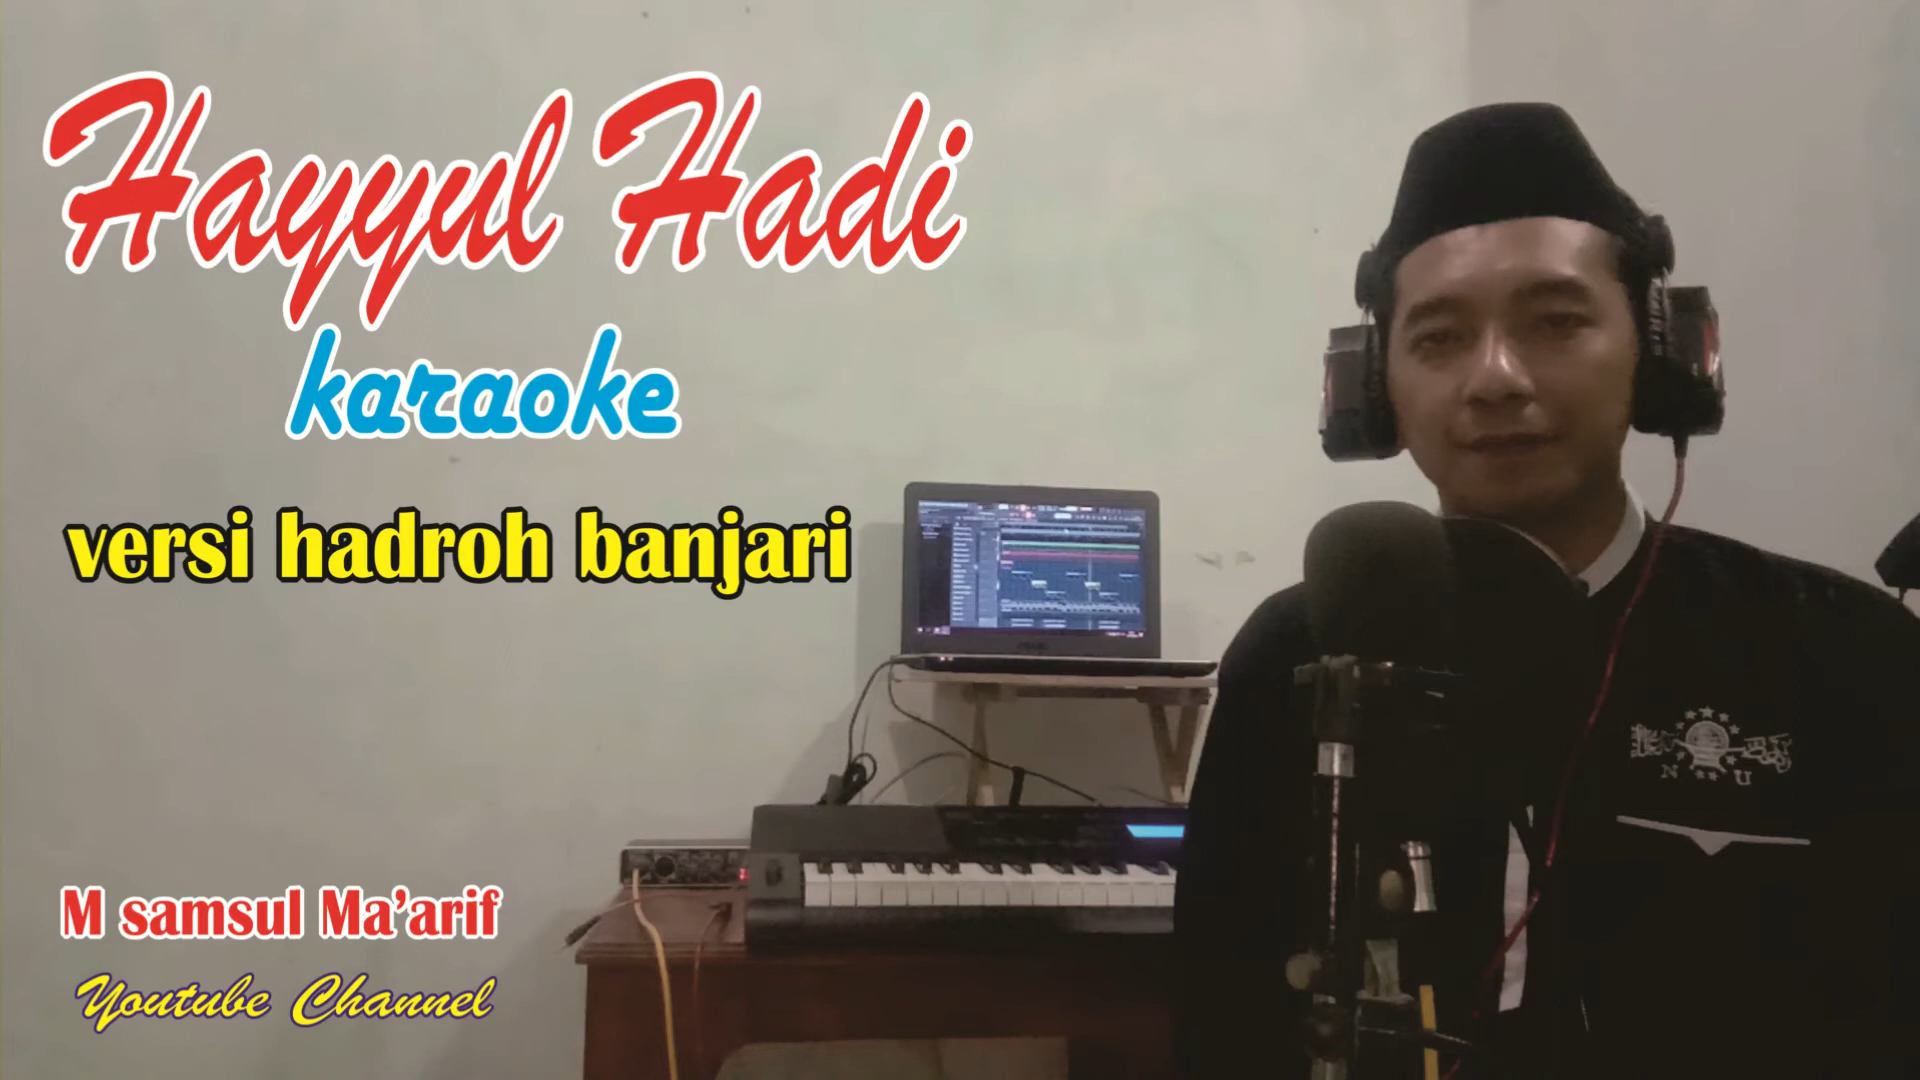 Hayyul Hadi
karaoke
versi hadroh banjari
M samsul Ma’arif
Youtube Channel
N U